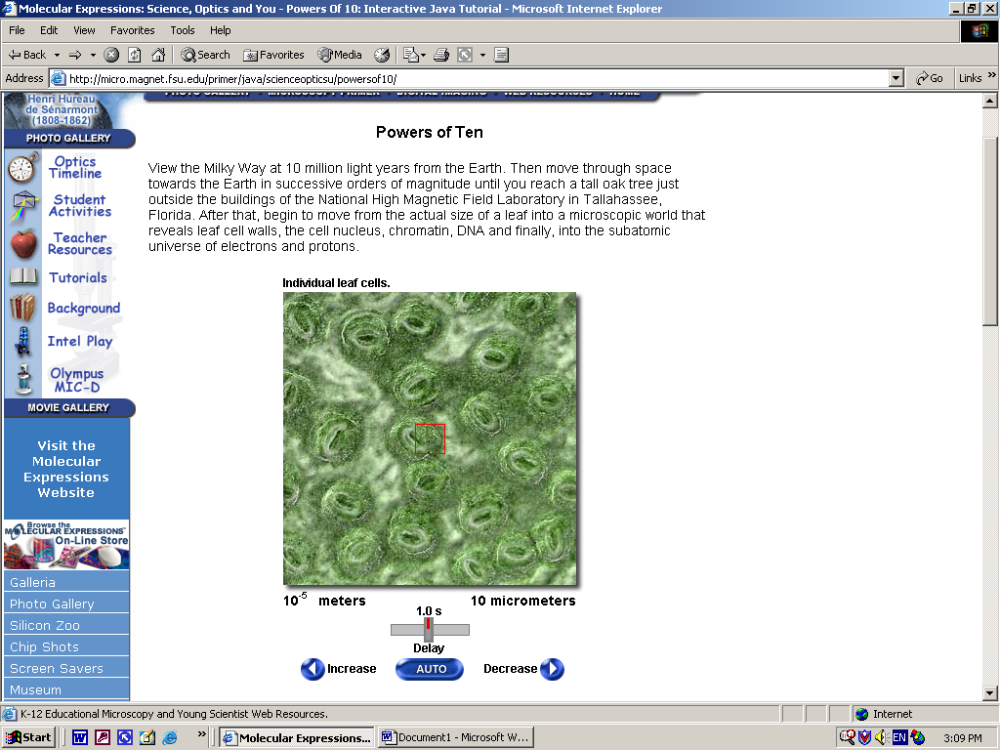 Molecular Expressions: Science, Optics and You - Powers Of 10: Interactive Java Tutorial - Microsoft Internet Explorer
File Edit View Favorites Tools Help
Back Search Favorites Media
Address http://micro.magnet.fsu.edu/primer/java/scienceopticsu/powersof10/ Go Links »
Henri Hureau
de Sénarmont
(1808-1862)
PHOTO GALLERY
Optics
Timeline
Student
Activities
Teacher
Resources
Tutorials
Background
Intel Play
Olympus
MIC-D
MOVIE GALLERY
Visit the
Molecular
Expressions
Website
Browse the
MOLECULAR EXPRESSIONS™
On-Line Store
Galleria
Photo Gallery
Silicon Zoo
Chip Shots
Screen Savers
Museum
PHOTO GALLERY MICROSCOPY PRIMER DIGITAL IMAGING WEB RESOURCES HOME
Powers of Ten
View the Milky Way at 10 million light years from the Earth. Then move through space
towards the Earth in successive orders of magnitude until you reach a tall oak tree just
outside the buildings of the National High Magnetic Field Laboratory in Tallahassee,
Florida. After that, begin to move from the actual size of a leaf into a microscopic world that
reveals leaf cell walls, the cell nucleus, chromatin, DNA and finally, into the subatomic
universe of electrons and protons.
Individual leaf cells.
10-5 meters 10 micrometers
1.0 s
Delay
Increase AUTO Decrease
K-12 Educational Microscopy and Young Scientist Web Resources. Internet
Start » Molecular Expressions... Document1 - Microsoft W... EN 3:09 PM